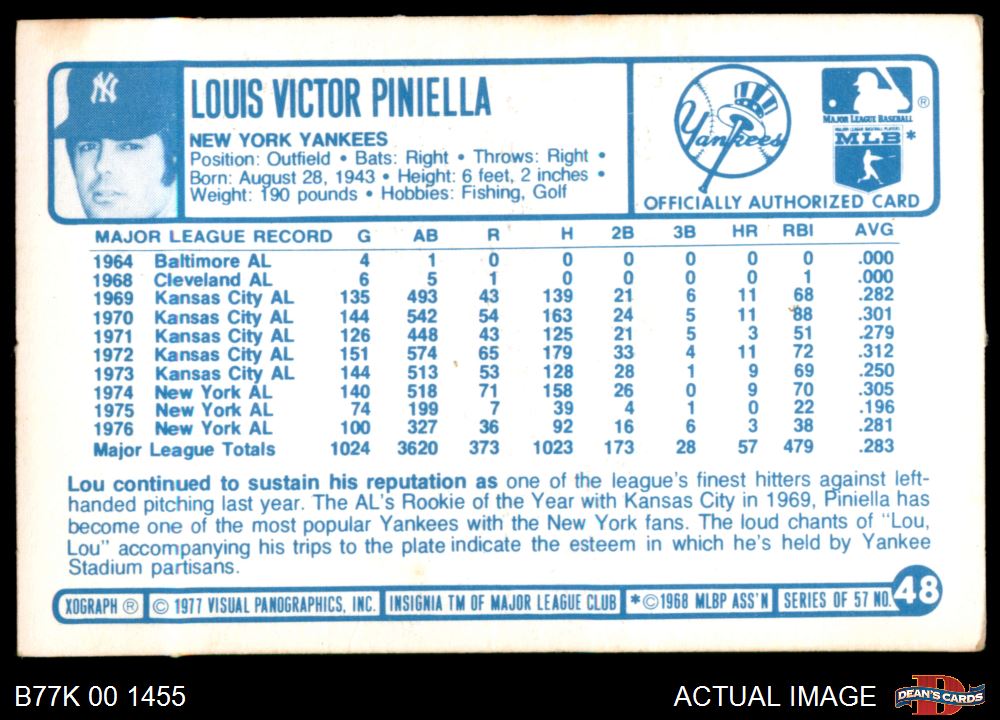 NY
LOUIS VICTOR PINIELLA
NEW YORK YANKEES
Position: Outfield • Bats: Right • Throws: Right •
Born: August 28, 1943 • Height: 6 feet, 2 inches •
Weight: 190 pounds • Hobbies: Fishing, Golf
Yankees
®
MAJOR LEAGUE BASEBALL
MAJOR LEAGUE BASEBALL PLAYERS
MLB*
OFFICIALLY AUTHORIZED CARD
MAJOR LEAGUE RECORD G AB R H 2B 3B HR RBI AVG
1964 Baltimore AL 4 1 0 0 0 0 0 0 .000
1968 Cleveland AL 6 5 1 0 0 0 0 1 .000
1969 Kansas City AL 135 493 43 139 21 6 11 68 .282
1970 Kansas City AL 144 542 54 163 24 5 11 88 .301
1971 Kansas City AL 126 448 43 125 21 5 3 51 .279
1972 Kansas City AL 151 574 65 179 33 4 11 72 .312
1973 Kansas City AL 144 513 53 128 28 1 9 69 .250
1974 New York AL 140 518 71 158 26 0 9 70 .305
1975 New York AL 74 199 7 39 4 1 0 22 .196
1976 New York AL 100 327 36 92 16 6 3 38 .281
Major League Totals 1024 3620 373 1023 173 28 57 479 .283
Lou continued to sustain his reputation as one of the league's finest hitters against left-
handed pitching last year. The AL's Rookie of the Year with Kansas City in 1969, Piniella has
become one of the most popular Yankees with the New York fans. The loud chants of "Lou,
Lou" accompanying his trips to the plate indicate the esteem in which he's held by Yankee
Stadium partisans.
XOGRAPH ® © 1977 VISUAL PANOGRAPHICS, INC. INSIGNIA TM OF MAJOR LEAGUE CLUB *©1968 MLBP ASS'N SERIES OF 57 NO. 48
B77K 00 1455
ACTUAL IMAGE
DEAN'S CARDS